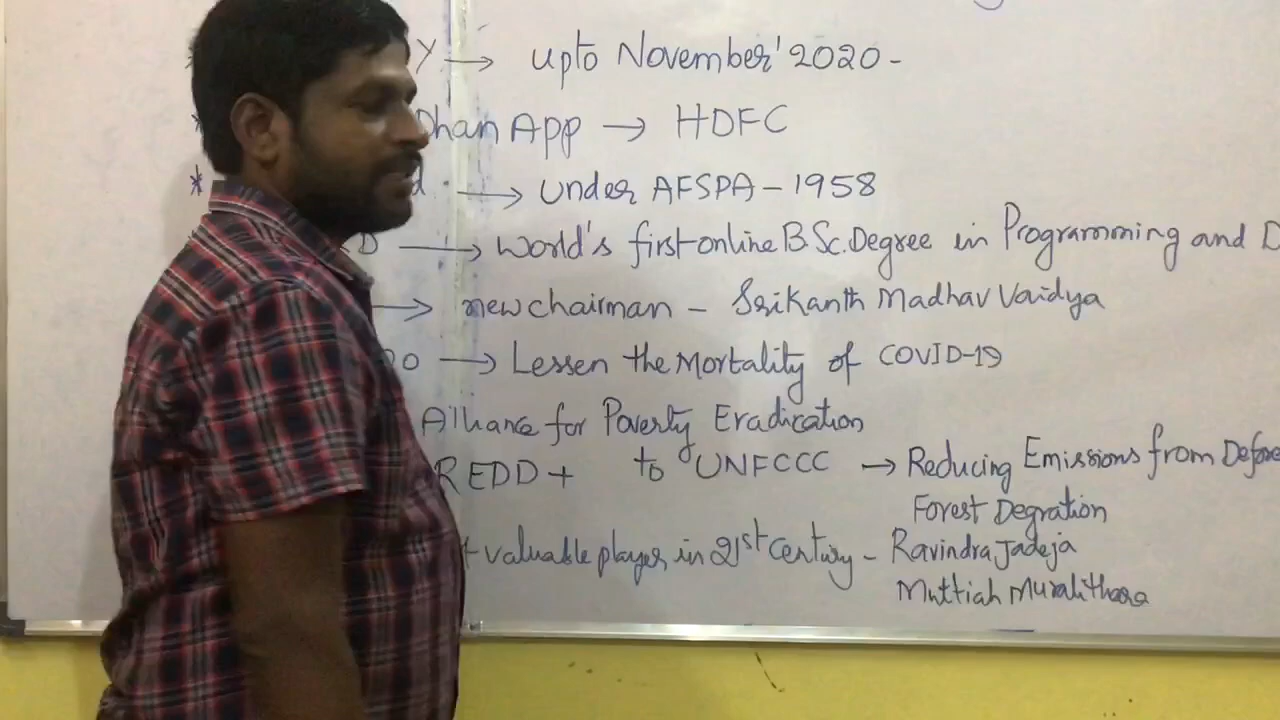 Y → upto November' 2020 -
Dhan App → HDFC
* d → under AFSPA - 1958
D → World's first online B.Sc. Degree in Programming and D
→ new chairman - Srikanth Madhav Vaidya
→ Lessen the Mortality of COVID-19
Alliance for Poverty Eradication
REDD+ to UNFCCC → Reducing Emissions from Defore
Forest Degration
t valuable player in 21st Century - Ravindra Jadeja
Muttiah Muralithara